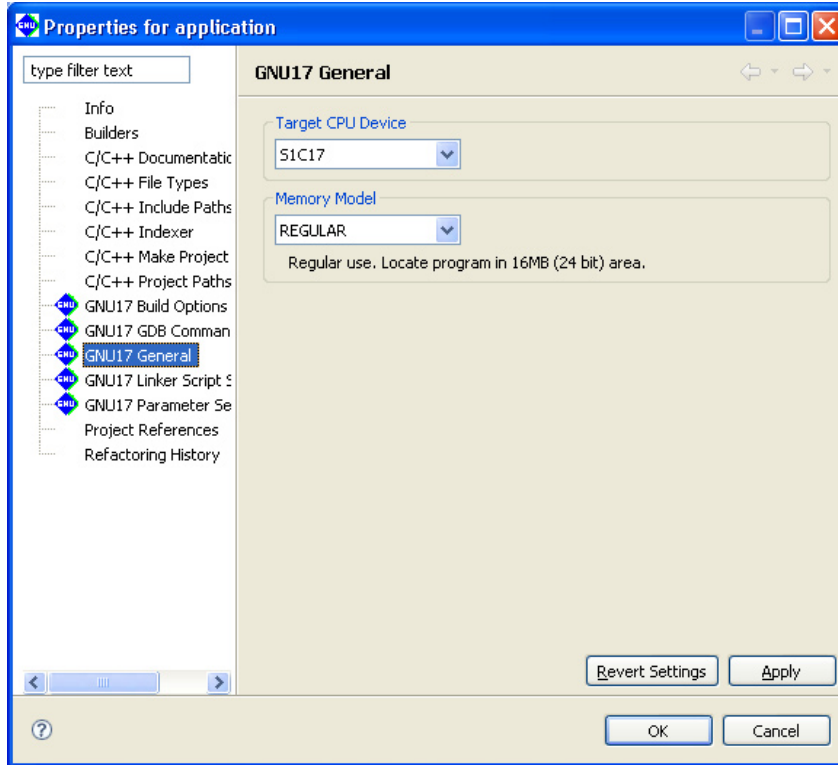 Properties for application
type filter text
GNU17 General
Info
Builders
C/C++ Documentatic
C/C++ File Types
C/C++ Include Paths
C/C++ Indexer
C/C++ Make Project
C/C++ Project Paths
GNU17 Build Options
GNU17 GDB Comman
GNU17 General
GNU17 Linker Script S
GNU17 Parameter Se
Project References
Refactoring History
Target CPU Device
S1C17
Memory Model
REGULAR
Regular use. Locate program in 16MB (24 bit) area.
Revert Settings
Apply
OK
Cancel